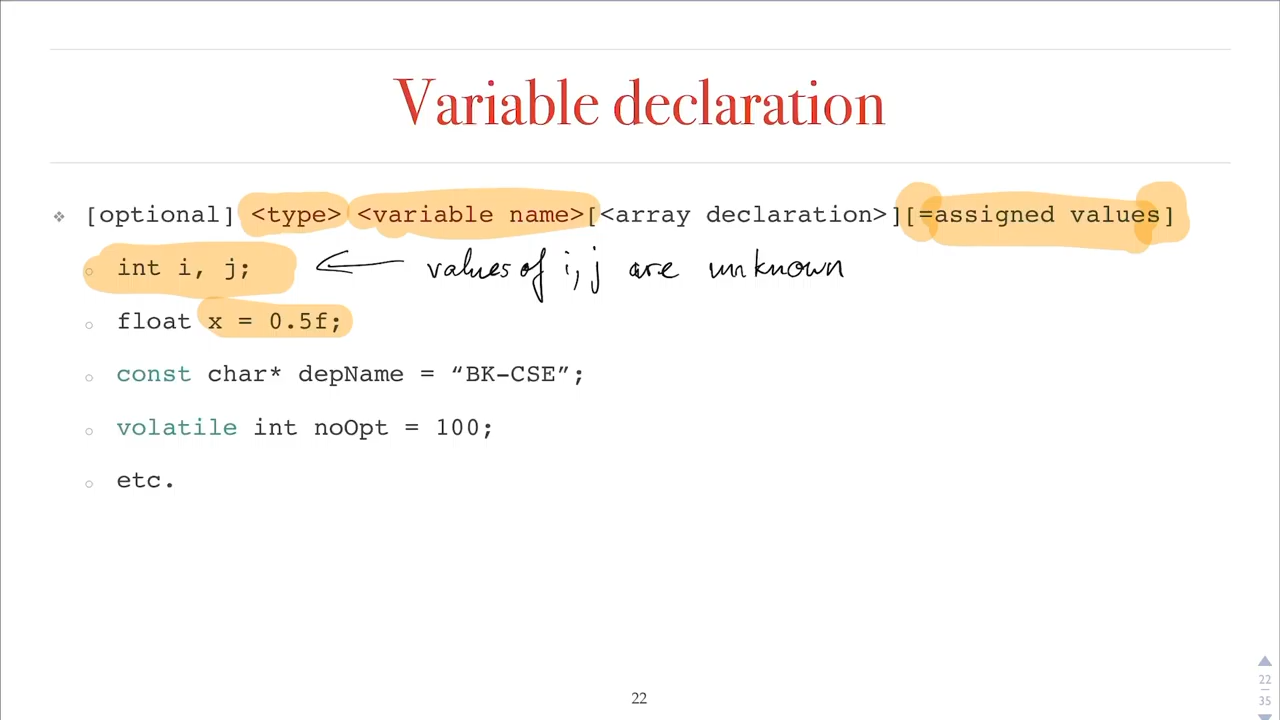 Variable declaration
❖ [optional] <type> <variable name>[<array declaration>][=assigned values]
○ int i, j; ← values of i, j are unknown
○ float x = 0.5f;
○ const char* depName = “BK-CSE”;
○ volatile int noOpt = 100;
○ etc.
22
22
35